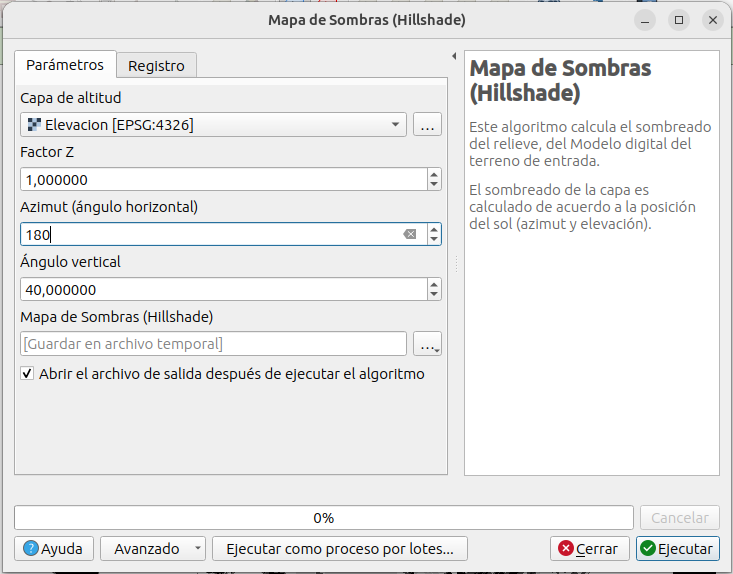 Mapa de Sombras (Hillshade)
Parámetros
Registro
Capa de altitud
Elevacion [EPSG:4326]
...
Factor Z
1,000000
Azimut (ángulo horizontal)
180
Ángulo vertical
40,000000
Mapa de Sombras (Hillshade)
[Guardar en archivo temporal]
...
Abrir el archivo de salida después de ejecutar el algoritmo
Mapa de Sombras
(Hillshade)
Este algoritmo calcula el sombreado
del relieve, del Modelo digital del
terreno de entrada.
El sombreado de la capa es
calculado de acuerdo a la posición
del sol (azimut y elevación).
0%
Cancelar
Ayuda
Avanzado
Ejecutar como proceso por lotes...
Cerrar
Ejecutar